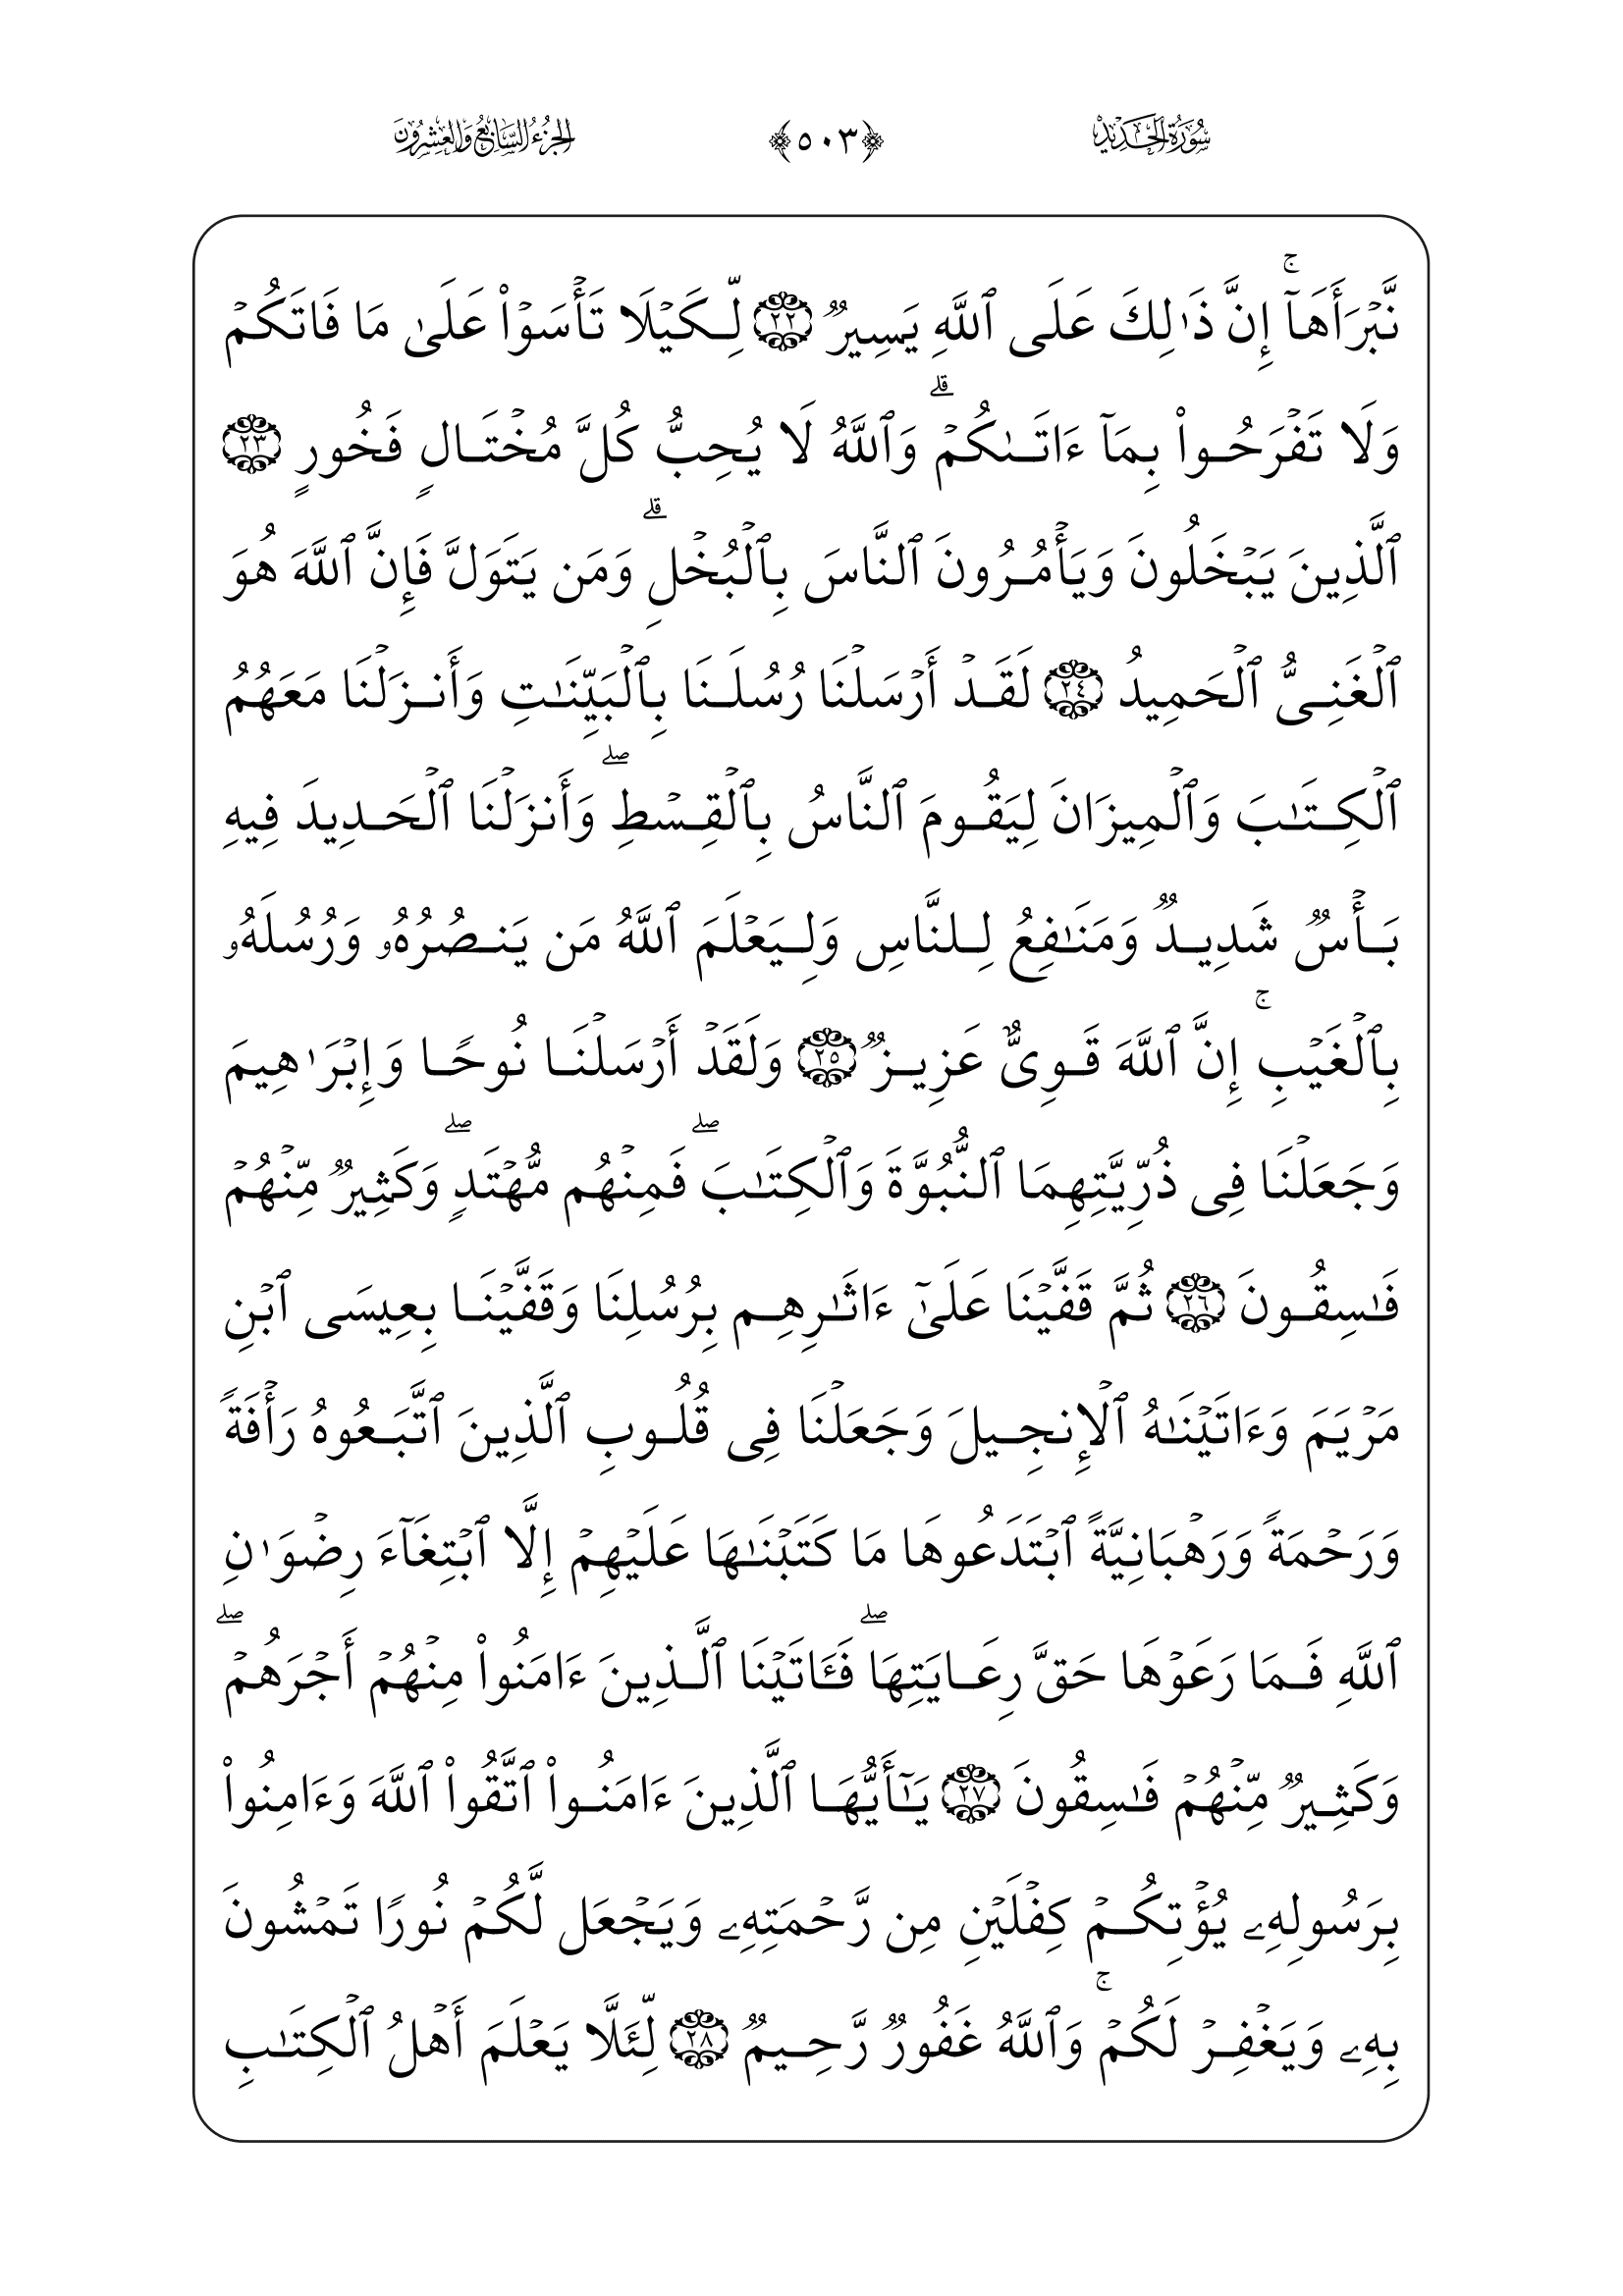 سُورَةُ الحَدِيدِ ﴿٥٠٣﴾ الجُزْءُ السَّابِعُ وَالعِشْرُونَ
نَّبۡرَأَهَآۚ إِنَّ ذَٰلِكَ عَلَى ٱللَّهِ يَسِيرٞ ٢٢ لِّكَيۡلَا تَأۡسَوۡاْ عَلَىٰ مَا فَاتَكُمۡ
وَلَا تَفۡرَحُواْ بِمَآ ءَاتَىٰكُمۡۗ وَٱللَّهُ لَا يُحِبُّ كُلَّ مُخۡتَالٖ فَخُورٍ ٢٣
ٱلَّذِينَ يَبۡخَلُونَ وَيَأۡمُرُونَ ٱلنَّاسَ بِٱلۡبُخۡلِۗ وَمَن يَتَوَلَّ فَإِنَّ ٱللَّهَ هُوَ
ٱلۡغَنِىُّ ٱلۡحَمِيدُ ٢٤ لَقَدۡ أَرۡسَلۡنَا رُسُلَنَا بِٱلۡبَيِّنَٰتِ وَأَنزَلۡنَا مَعَهُمُ
ٱلۡكِتَٰبَ وَٱلۡمِيزَانَ لِيَقُومَ ٱلنَّاسُ بِٱلۡقِسۡطِۖ وَأَنزَلۡنَا ٱلۡحَدِيدَ فِيهِ
بَأۡسٞ شَدِيدٞ وَمَنَٰفِعُ لِلنَّاسِ وَلِيَعۡلَمَ ٱللَّهُ مَن يَنصُرُهُۥ وَرُسُلَهُۥ
بِٱلۡغَيۡبِۚ إِنَّ ٱللَّهَ قَوِىٌّ عَزِيزٞ ٢٥ وَلَقَدۡ أَرۡسَلۡنَا نُوحٗا وَإِبۡرَٰهِيمَ
وَجَعَلۡنَا فِى ذُرِّيَّتِهِمَا ٱلنُّبُوَّةَ وَٱلۡكِتَٰبَۖ فَمِنۡهُم مُّهۡتَدٖۖ وَكَثِيرٞ مِّنۡهُمۡ
فَٰسِقُونَ ٢٦ ثُمَّ قَفَّيۡنَا عَلَىٰٓ ءَاثَٰرِهِم بِرُسُلِنَا وَقَفَّيۡنَا بِعِيسَى ٱبۡنِ
مَرۡيَمَ وَءَاتَيۡنَٰهُ ٱلۡإِنجِيلَ وَجَعَلۡنَا فِى قُلُوبِ ٱلَّذِينَ ٱتَّبَعُوهُ رَأۡفَةٗ
وَرَحۡمَةٗ وَرَهۡبَانِيَّةً ٱبۡتَدَعُوهَا مَا كَتَبۡنَٰهَا عَلَيۡهِمۡ إِلَّا ٱبۡتِغَآءَ رِضۡوَٰنِ
ٱللَّهِ فَمَا رَعَوۡهَا حَقَّ رِعَايَتِهَاۖ فَـَٔاتَيۡنَا ٱلَّذِينَ ءَامَنُواْ مِنۡهُمۡ أَجۡرَهُمۡۖ
وَكَثِيرٞ مِّنۡهُمۡ فَٰسِقُونَ ٢٧ يَٰٓأَيُّهَا ٱلَّذِينَ ءَامَنُواْ ٱتَّقُواْ ٱللَّهَ وَءَامِنُواْ
بِرَسُولِهِۦ يُؤۡتِكُمۡ كِفۡلَيۡنِ مِن رَّحۡمَتِهِۦ وَيَجۡعَل لَّكُمۡ نُورٗا تَمۡشُونَ
بِهِۦ وَيَغۡفِرۡ لَكُمۡۚ وَٱللَّهُ غَفُورٞ رَّحِيمٞ ٢٨ لِّئَلَّا يَعۡلَمَ أَهۡلُ ٱلۡكِتَٰبِ